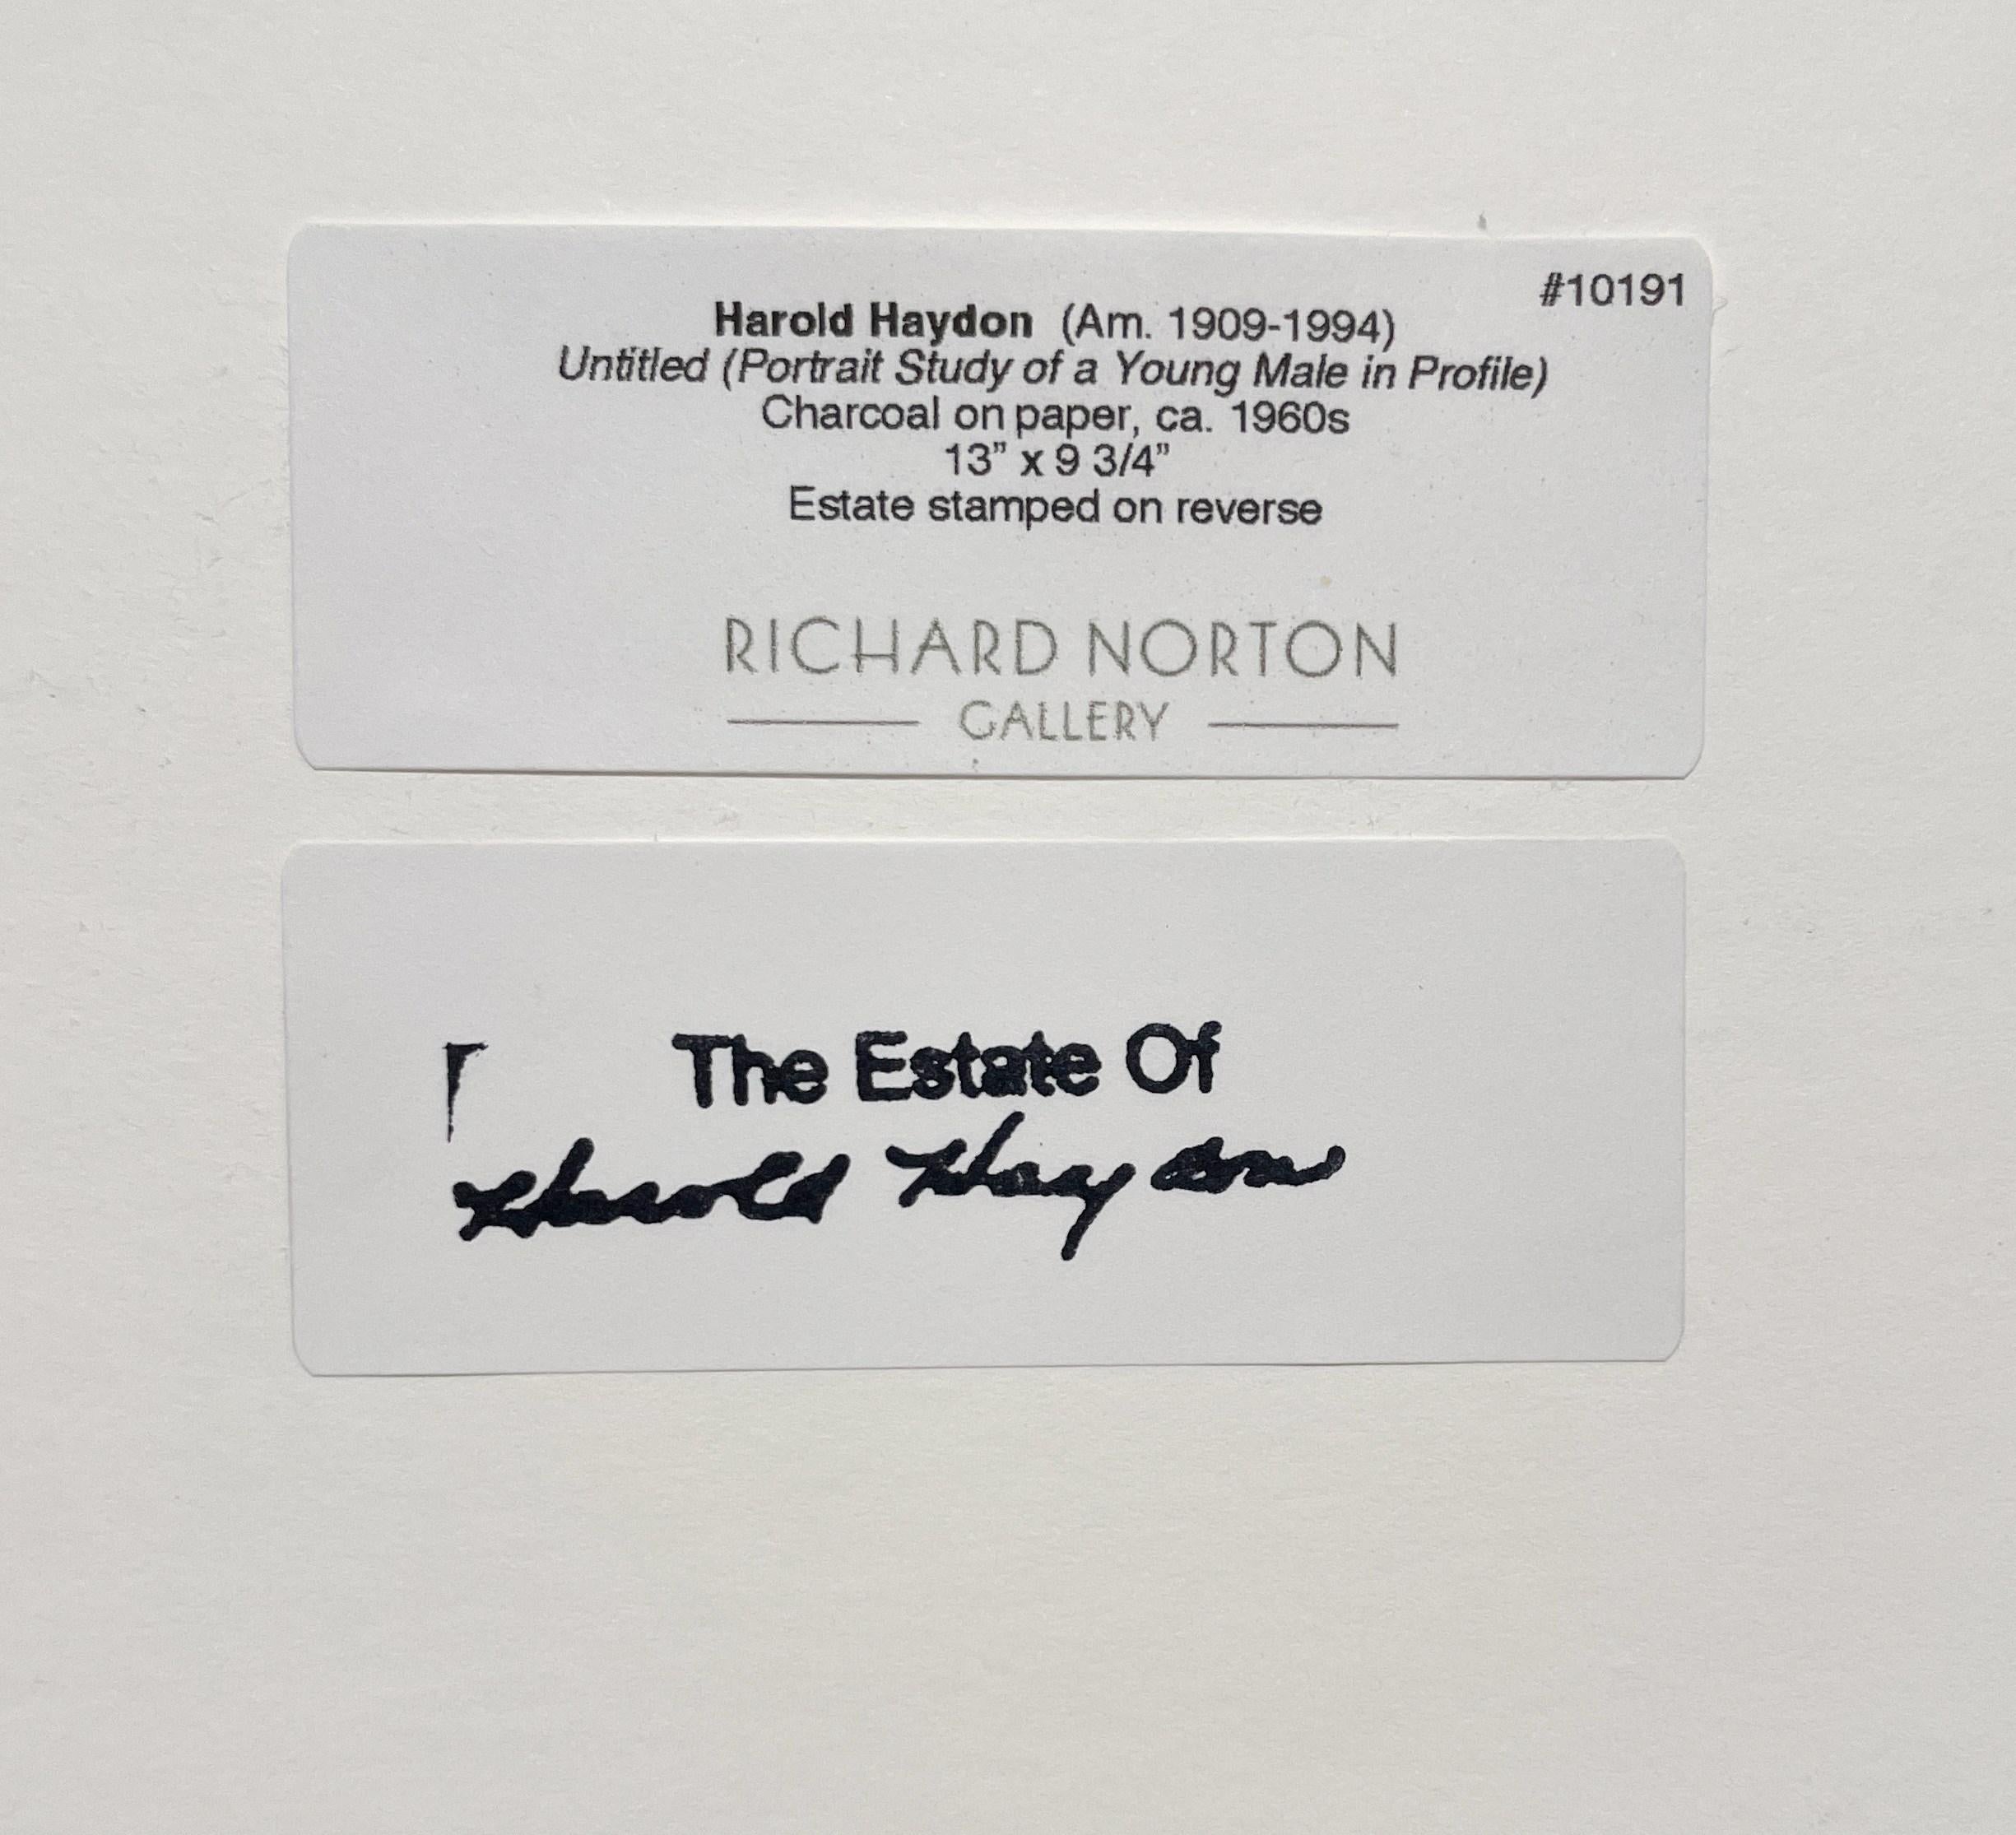 #10191
Harold Haydon (Am. 1909-1994)
Untitled (Portrait Study of a Young Male in Profile)
Charcoal on paper, ca. 1960s
13” x 9 3/4”
Estate stamped on reverse
RICHARD NORTON
GALLERY
The Estate Of
Harold Haydon